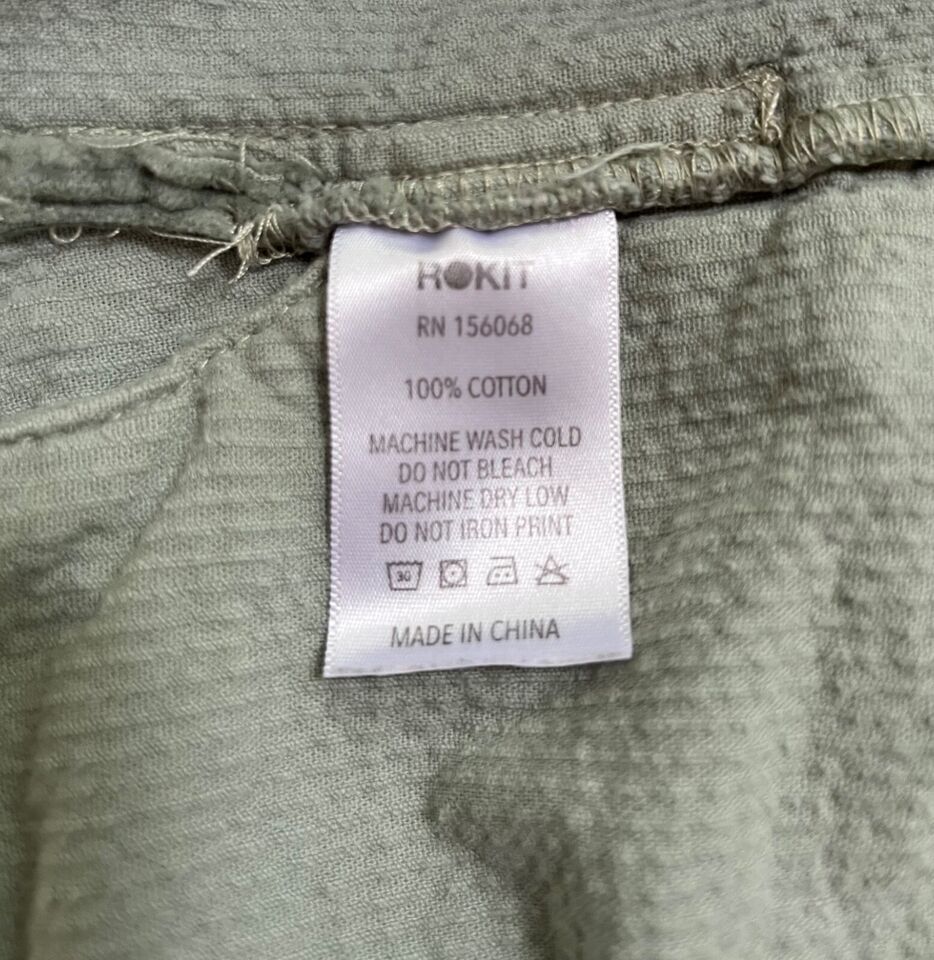 ROKIT
RN 156068
100% COTTON
MACHINE WASH COLD
DO NOT BLEACH
MACHINE DRY LOW
DO NOT IRON PRINT
30
MADE IN CHINA